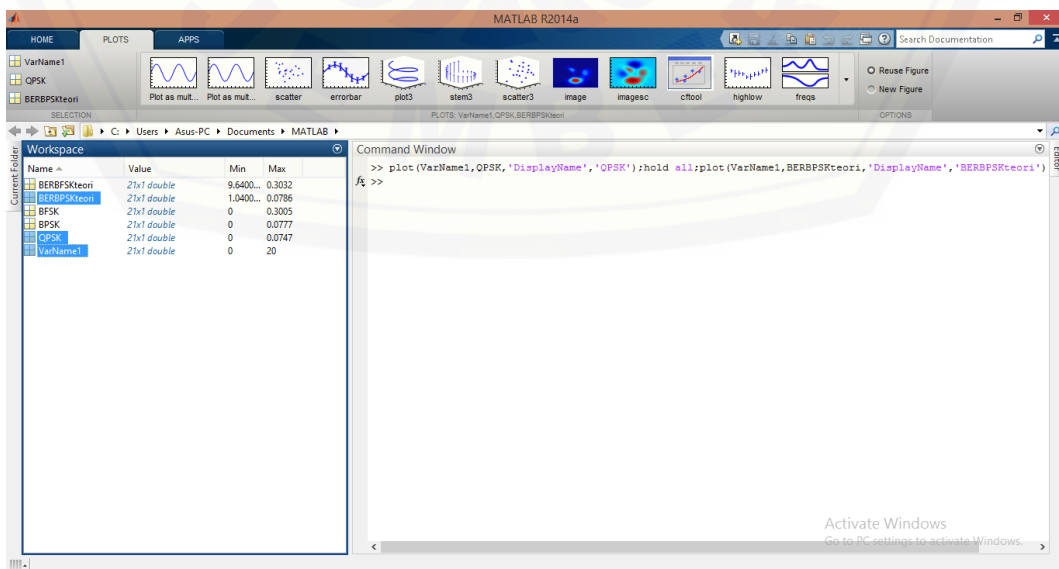 MATLAB R2014a
HOME PLOTS APPS
Search Documentation
VarName1
QPSK
BERBPSKteori
Plot as mult... Plot as mult... scatter errorbar plot3 stem3 scatter3 image imagesc cftool highlow freqs
Reuse Figure
New Figure
SELECTION PLOTS: VarName1,QPSK,BERBPSKteori OPTIONS
C: Users Asus-PC Documents MATLAB
Current Folder
Workspace
Name Value Min Max
BERBFSKteori 21x1 double 9.6400... 0.3032
BERBPSKteori 21x1 double 1.0400... 0.0786
BFSK 21x1 double 0 0.3005
BPSK 21x1 double 0 0.0777
QPSK 21x1 double 0 0.0747
VarName1 21x1 double 0 20
Command Window
>> plot(VarName1,QPSK,'DisplayName','QPSK');hold all;plot(VarName1,BERBPSKteori,'DisplayName','BERBPSKteori')
fx >>
Editor
Activate Windows
Go to PC settings to activate Windows.